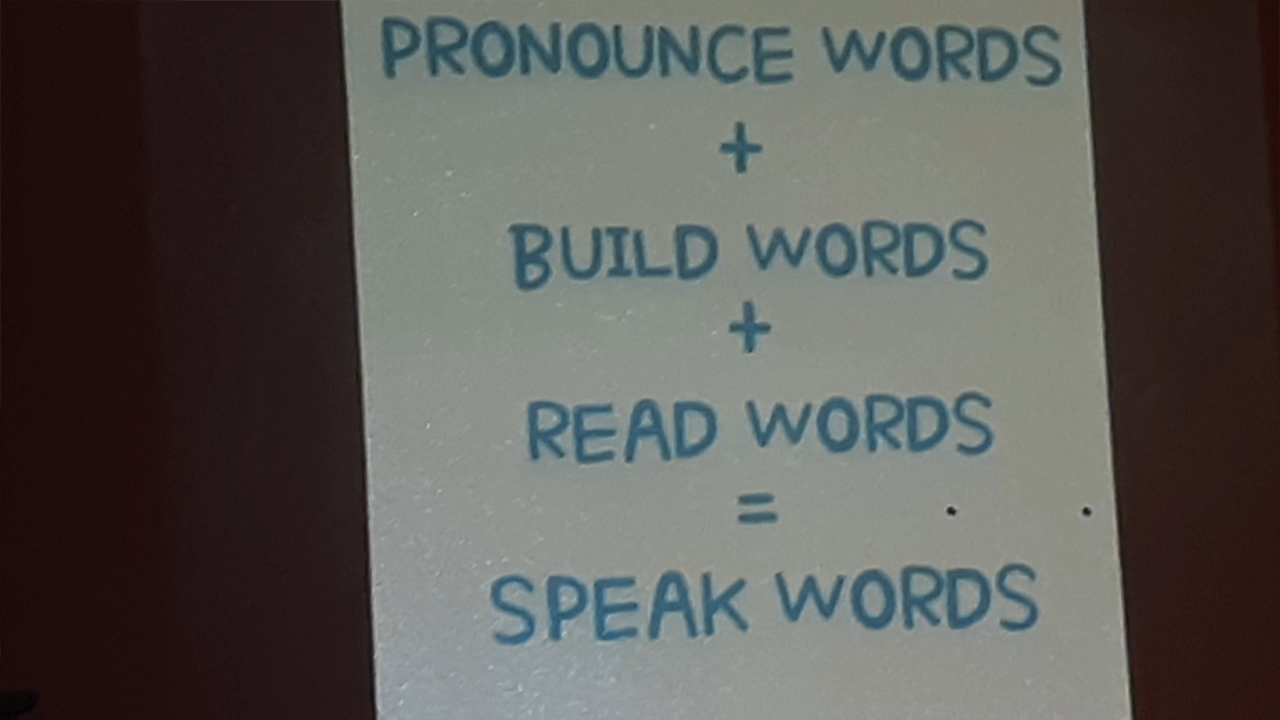 PRONOUNCE WORDS
+
BUILD WORDS
+
READ WORDS
=
SPEAK WORDS